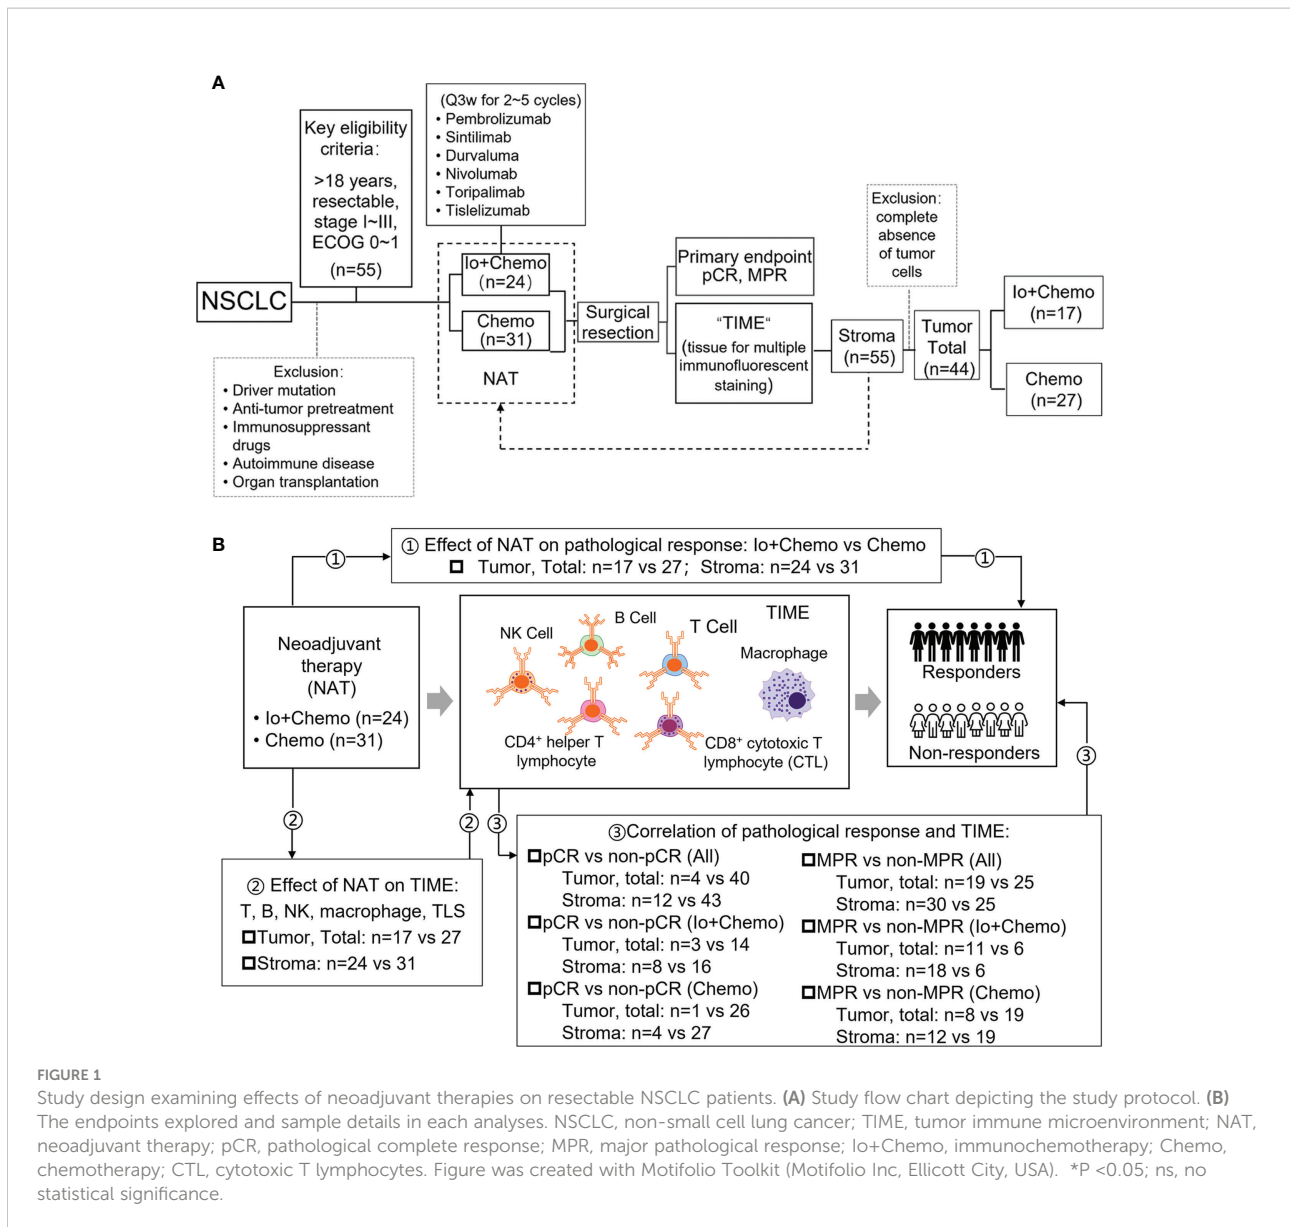 A
Key eligibility
criteria:
>18 years,
resectable,
stage I~III,
ECOG 0~1
(n=55)
(Q3w for 2~5 cycles)
• Pembrolizumab
• Sintilimab
• Durvaluma
• Nivolumab
• Toripalimab
• Tislelizumab
NSCLC
Exclusion:
• Driver mutation
• Anti-tumor pretreatment
• Immunosuppressant
drugs
• Autoimmune disease
• Organ transplantation
Io+Chemo
(n=24)
Chemo
(n=31)
NAT
Surgical
resection
Primary endpoint
pCR, MPR
"TIME"
(tissue for multiple
immunofluorescent
staining)
Stroma
(n=55)
Exclusion:
complete
absence
of tumor
cells
Tumor
Total
(n=44)
Io+Chemo
(n=17)
Chemo
(n=27)
B
①
① Effect of NAT on pathological response: Io+Chemo vs Chemo
Tumor, Total: n=17 vs 27; Stroma: n=24 vs 31
①
Neoadjuvant
therapy
(NAT)
• Io+Chemo (n=24)
• Chemo (n=31)
TIME
NK Cell
B Cell
T Cell
Macrophage
CD4⁺ helper T
lymphocyte
CD8⁺ cytotoxic T
lymphocyte (CTL)
Responders
Non-responders
②
②
③
③
② Effect of NAT on TIME:
T, B, NK, macrophage, TLS
Tumor, Total: n=17 vs 27
Stroma: n=24 vs 31
③Correlation of pathological response and TIME:
pCR vs non-pCR (All)
Tumor, total: n=4 vs 40
Stroma: n=12 vs 43
pCR vs non-pCR (Io+Chemo)
Tumor, total: n=3 vs 14
Stroma: n=8 vs 16
pCR vs non-pCR (Chemo)
Tumor, total: n=1 vs 26
Stroma: n=4 vs 27
MPR vs non-MPR (All)
Tumor, total: n=19 vs 25
Stroma: n=30 vs 25
MPR vs non-MPR (Io+Chemo)
Tumor, total: n=11 vs 6
Stroma: n=18 vs 6
MPR vs non-MPR (Chemo)
Tumor, total: n=8 vs 19
Stroma: n=12 vs 19
FIGURE 1
Study design examining effects of neoadjuvant therapies on resectable NSCLC patients. (A) Study flow chart depicting the study protocol. (B)
The endpoints explored and sample details in each analyses. NSCLC, non-small cell lung cancer; TIME, tumor immune microenvironment; NAT,
neoadjuvant therapy; pCR, pathological complete response; MPR, major pathological response; Io+Chemo, immunochemotherapy; Chemo,
chemotherapy; CTL, cytotoxic T lymphocytes. Figure was created with Motifolio Toolkit (Motifolio Inc, Ellicott City, USA). *P <0.05; ns, no
statistical significance.